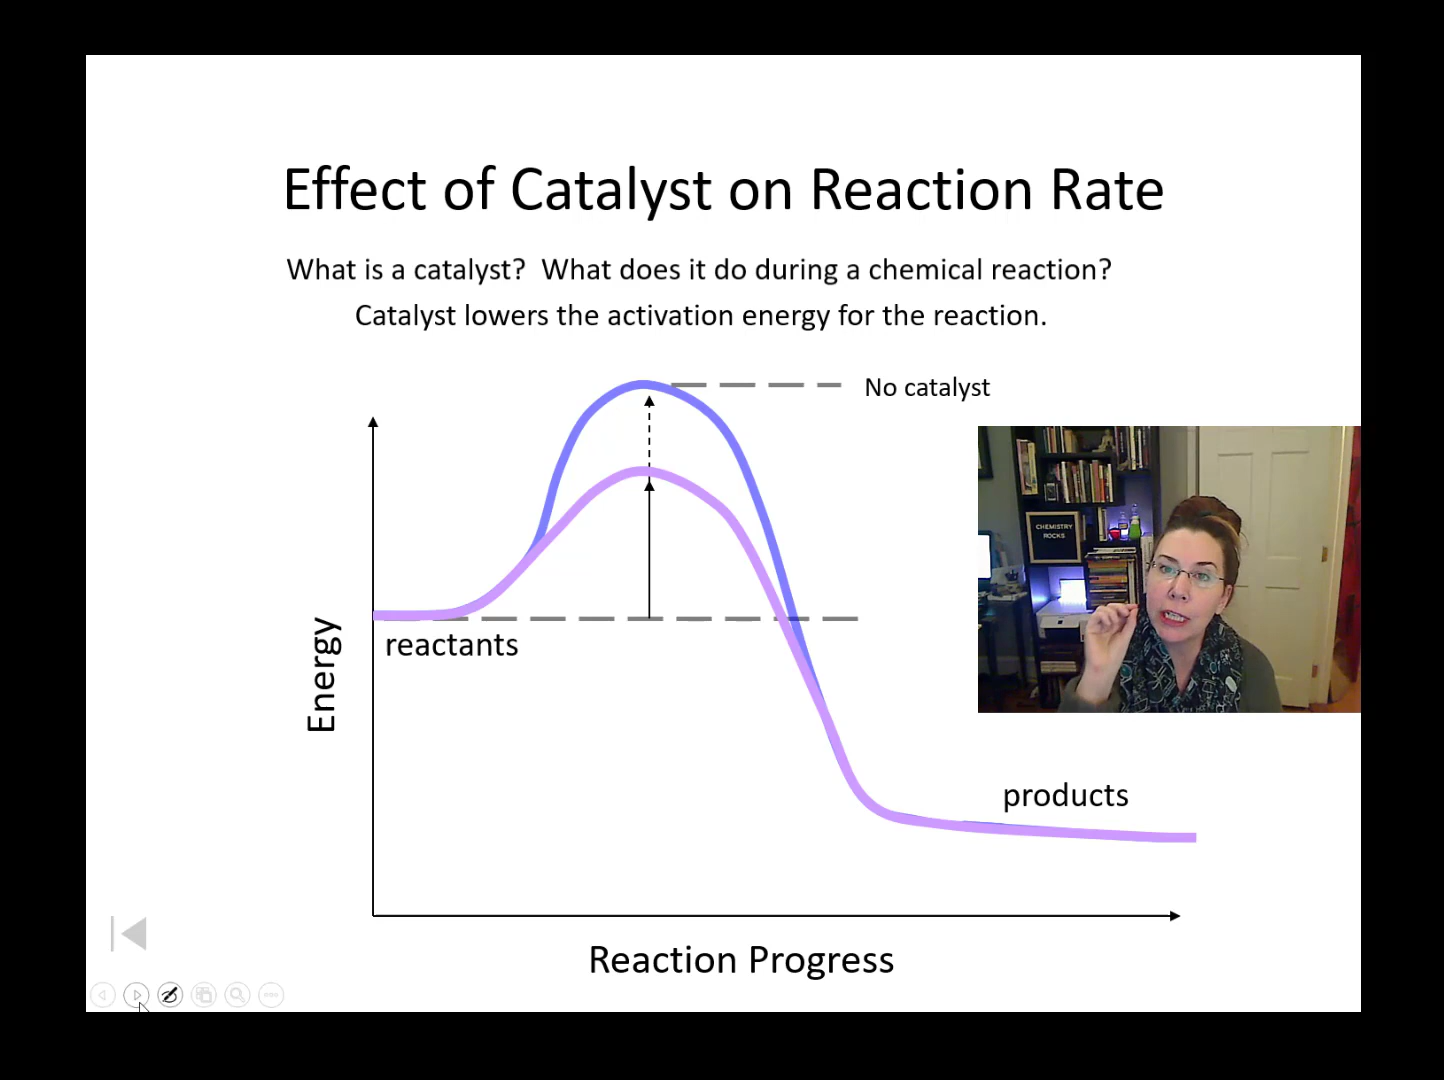 Effect of Catalyst on Reaction Rate
What is a catalyst? What does it do during a chemical reaction?
Catalyst lowers the activation energy for the reaction.
No catalyst
CHEMISTRY
ROCKS
reactants
Energy
products
Reaction Progress